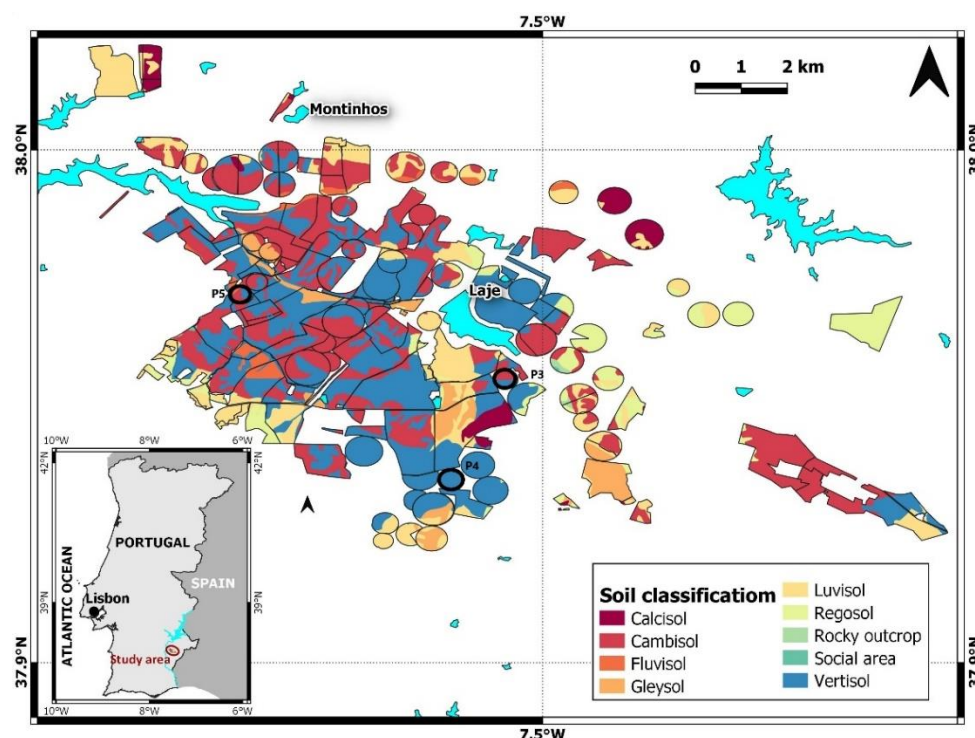 7.5°W
0 1 2 km
Montinhos
38.0°N
38.0°N
Laje
P5
P3
P4
10°W 8°W 6°W
42°N
42°N
PORTUGAL
SPAIN
ATLANTIC OCEAN
Lisbon
39°N
39°N
Study area
10°W 8°W 6°W
Soil classificatiom
Calcisol
Cambisol
Fluvisol
Gleysol
Luvisol
Regosol
Rocky outcrop
Social area
Vertisol
37.9°N
37.9°N
7.5°W